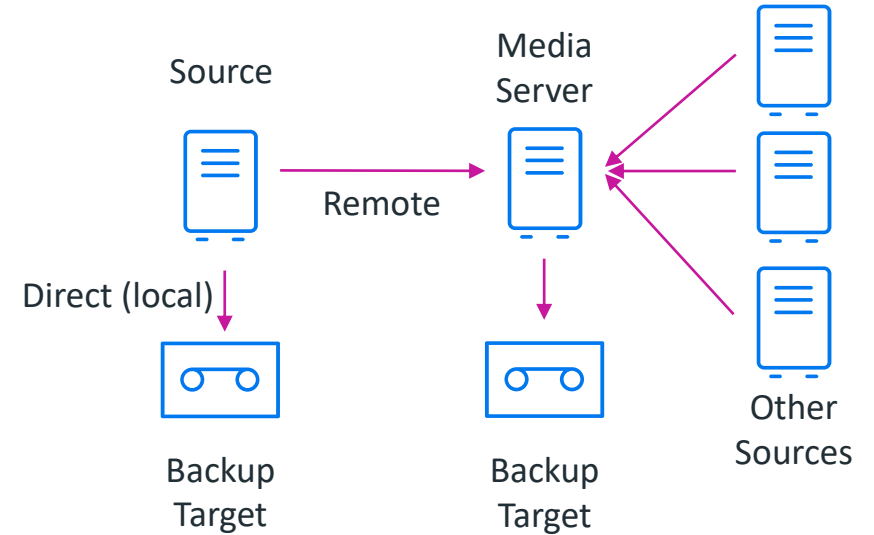 Source
Media
Server
Remote
Direct (local)
Backup
Target
Backup
Target
Other
Sources